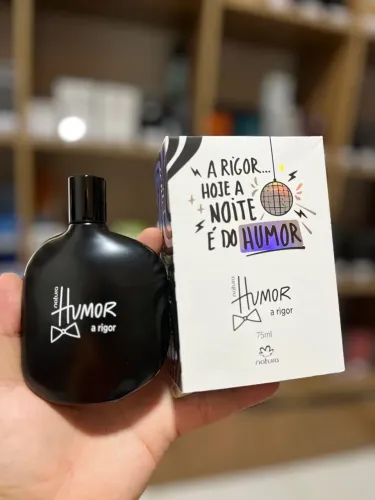 A RIGOR...
HOJE A
NOITE
É DO HUMOR
natura
HUMOR
a rigor
75ml
natura
natura
HUMOR
a rigor